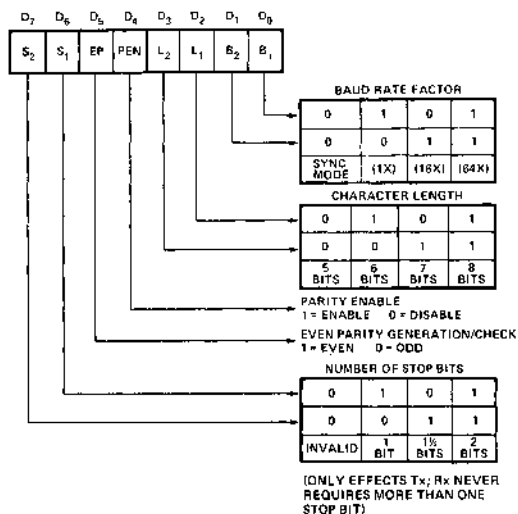 D7 D6 D5 D4 D3 D2 D1 D0
S2 S1 EP PEN L2 L1 B2 B1
BAUD RATE FACTOR
0 1 0 1
0 0 1 1
SYNC MODE (1X) (16X) (64X)
CHARACTER LENGTH
0 1 0 1
0 0 1 1
5 BITS 6 BITS 7 BITS 8 BITS
PARITY ENABLE
1 = ENABLE 0 = DISABLE
EVEN PARITY GENERATION/CHECK
1 = EVEN 0 = ODD
NUMBER OF STOP BITS
0 1 0 1
0 0 1 1
INVALID 1 BIT 1½ BITS 2 BITS
(ONLY EFFECTS Tx; Rx NEVER
REQUIRES MORE THAN ONE
STOP BIT)